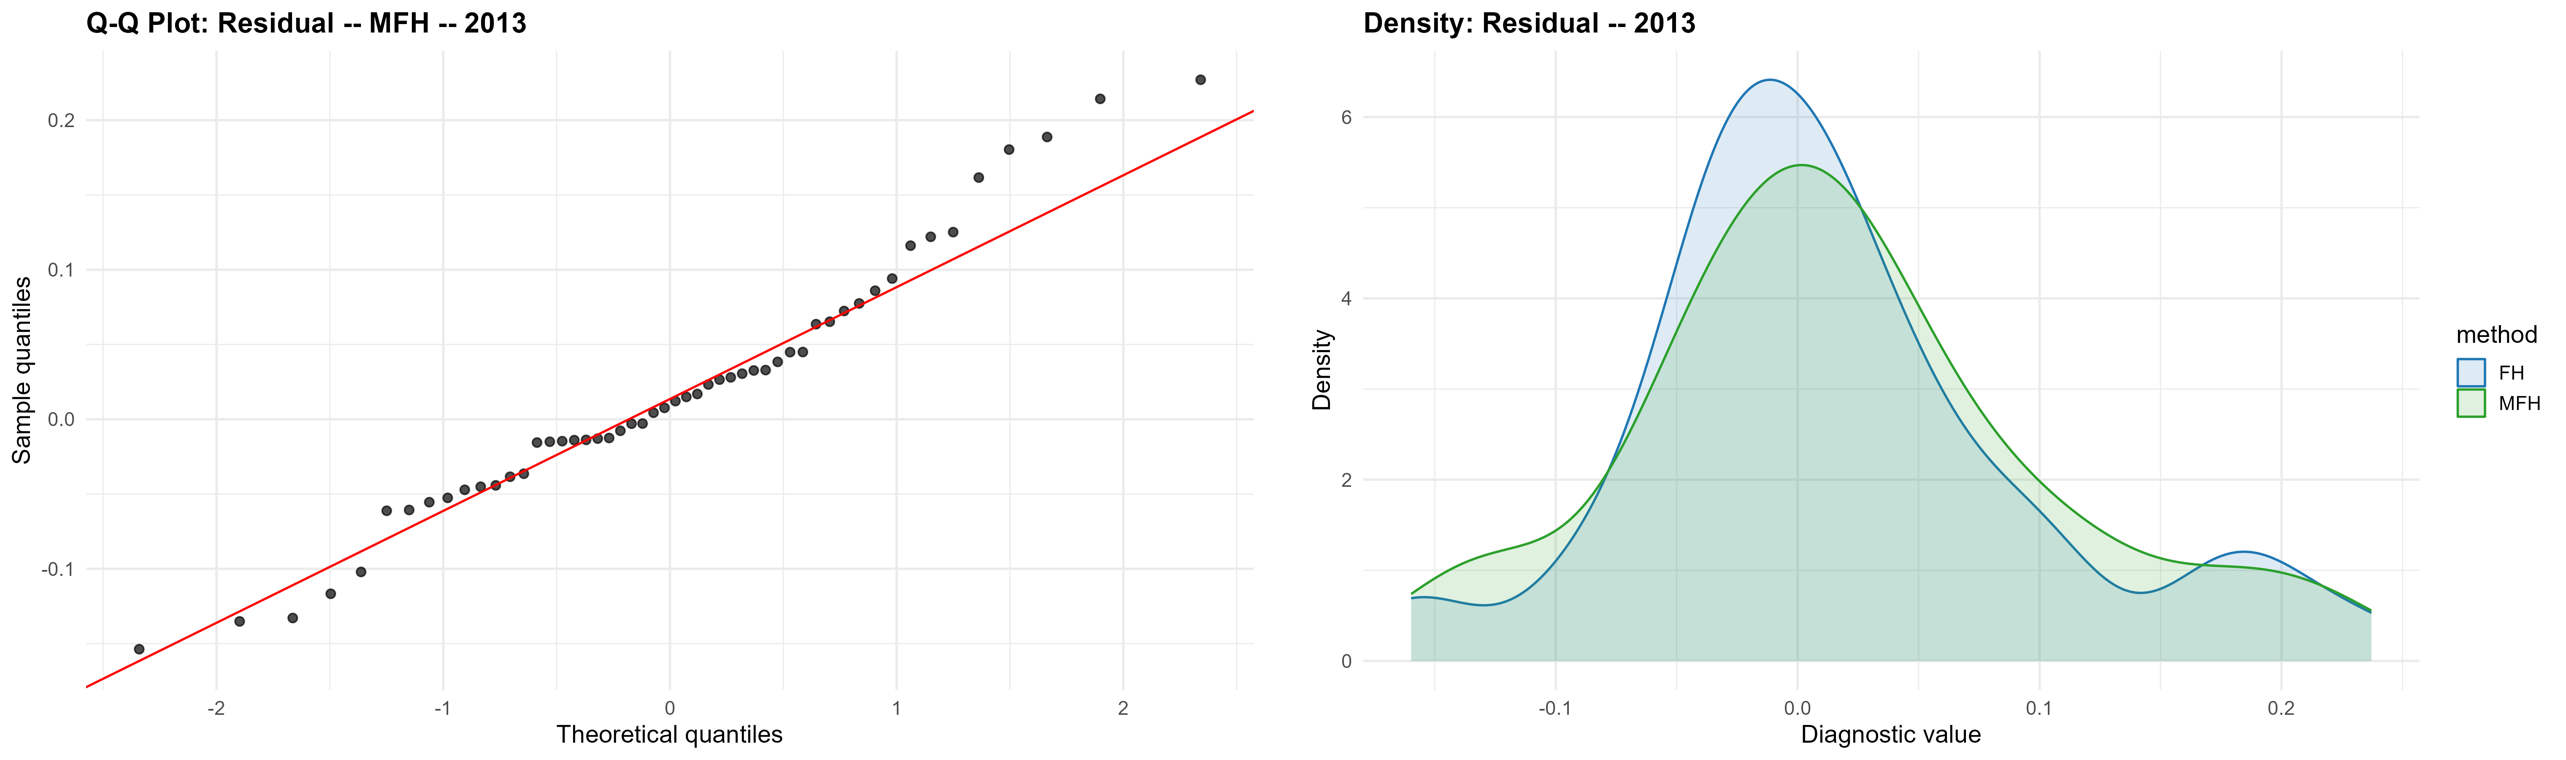 Q-Q Plot: Residual -- MFH -- 2013
Sample quantiles
0.2
0.1
0.0
-0.1
-2
-1
0
1
2
Theoretical quantiles
Density: Residual -- 2013
Density
6
4
2
0
-0.1
0.0
0.1
0.2
Diagnostic value
method
FH
MFH